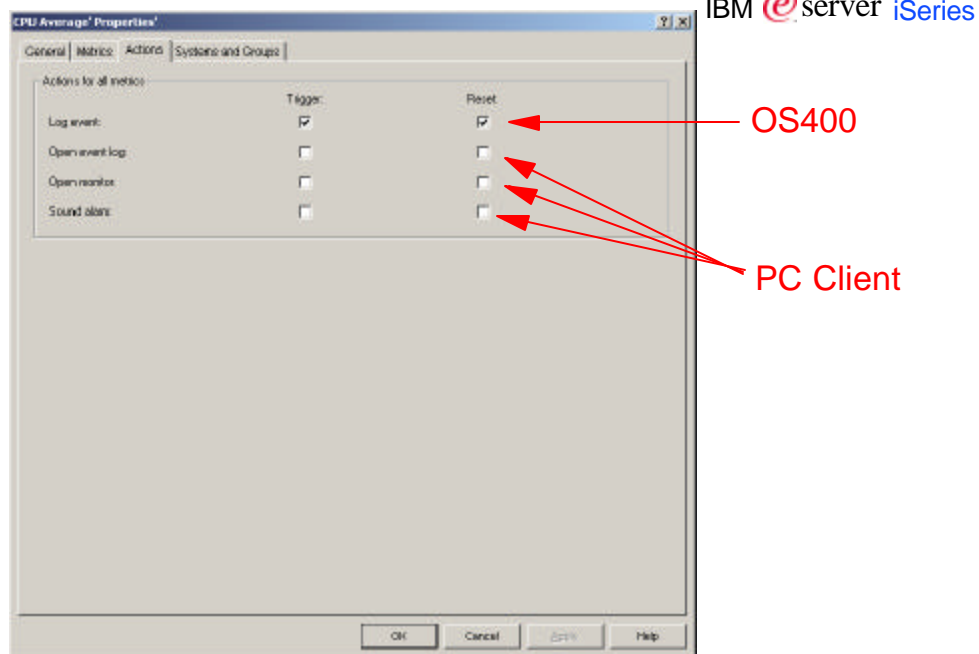 IBM e server iSeries
CPU Average' Properties'
General Metrics Actions Systems and Groups
Actions for all metrics
Trigger: Reset:
Log event:
OS400
Open event log:
Open monitor:
Sound alarm:
PC Client
OK Cancel Apply Help